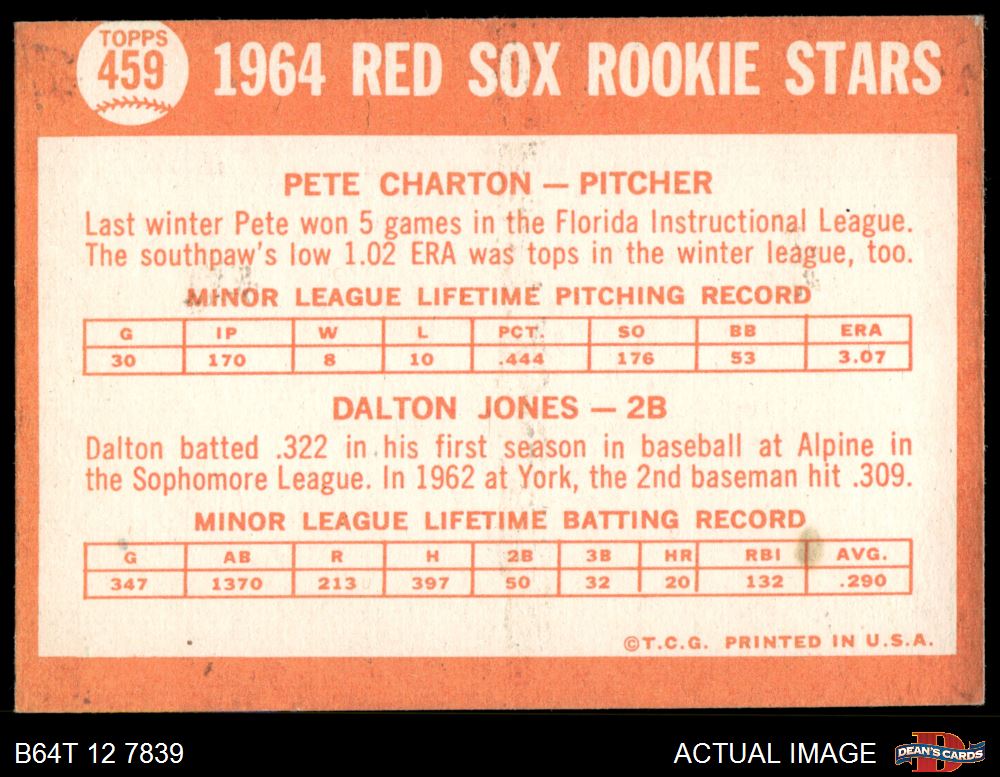 TOPPS
459
1964 RED SOX ROOKIE STARS
PETE CHARTON — PITCHER
Last winter Pete won 5 games in the Florida Instructional League.
The southpaw's low 1.02 ERA was tops in the winter league, too.
MINOR LEAGUE LIFETIME PITCHING RECORD
G IP W L PCT. SO BB ERA
30 170 8 10 .444 176 53 3.07
DALTON JONES — 2B
Dalton batted .322 in his first season in baseball at Alpine in
the Sophomore League. In 1962 at York, the 2nd baseman hit .309.
MINOR LEAGUE LIFETIME BATTING RECORD
G AB R H 2B 3B HR RBI AVG.
347 1370 213 397 50 32 20 132 .290
©T.C.G. PRINTED IN U.S.A.
B64T 12 7839
ACTUAL IMAGE
D
DEAN'S CARDS